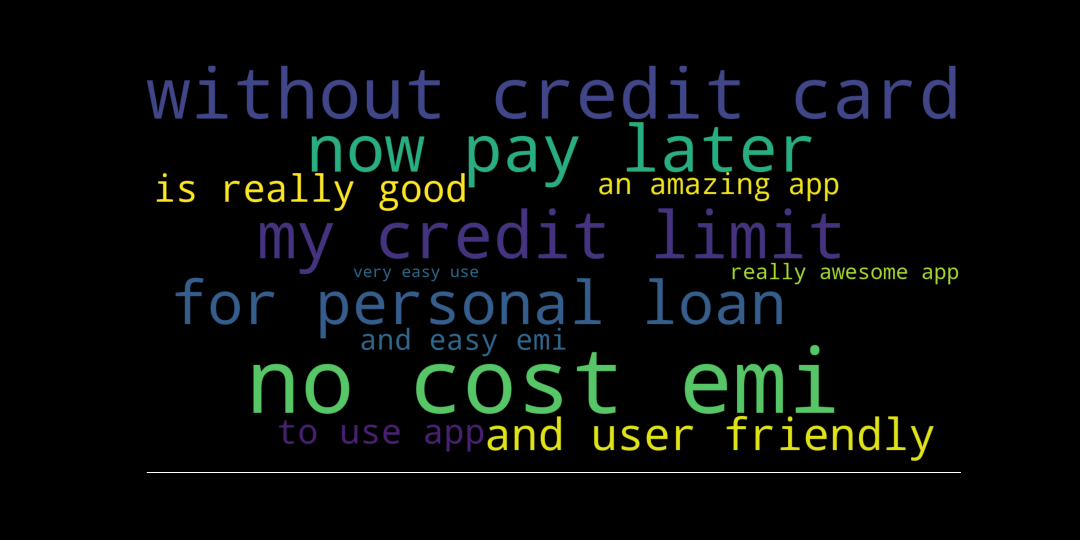 without credit card
now pay later
is really good
an amazing app
my credit limit
very easy use
really awesome app
for personal loan
and easy emi
no cost emi
to use app
and user friendly